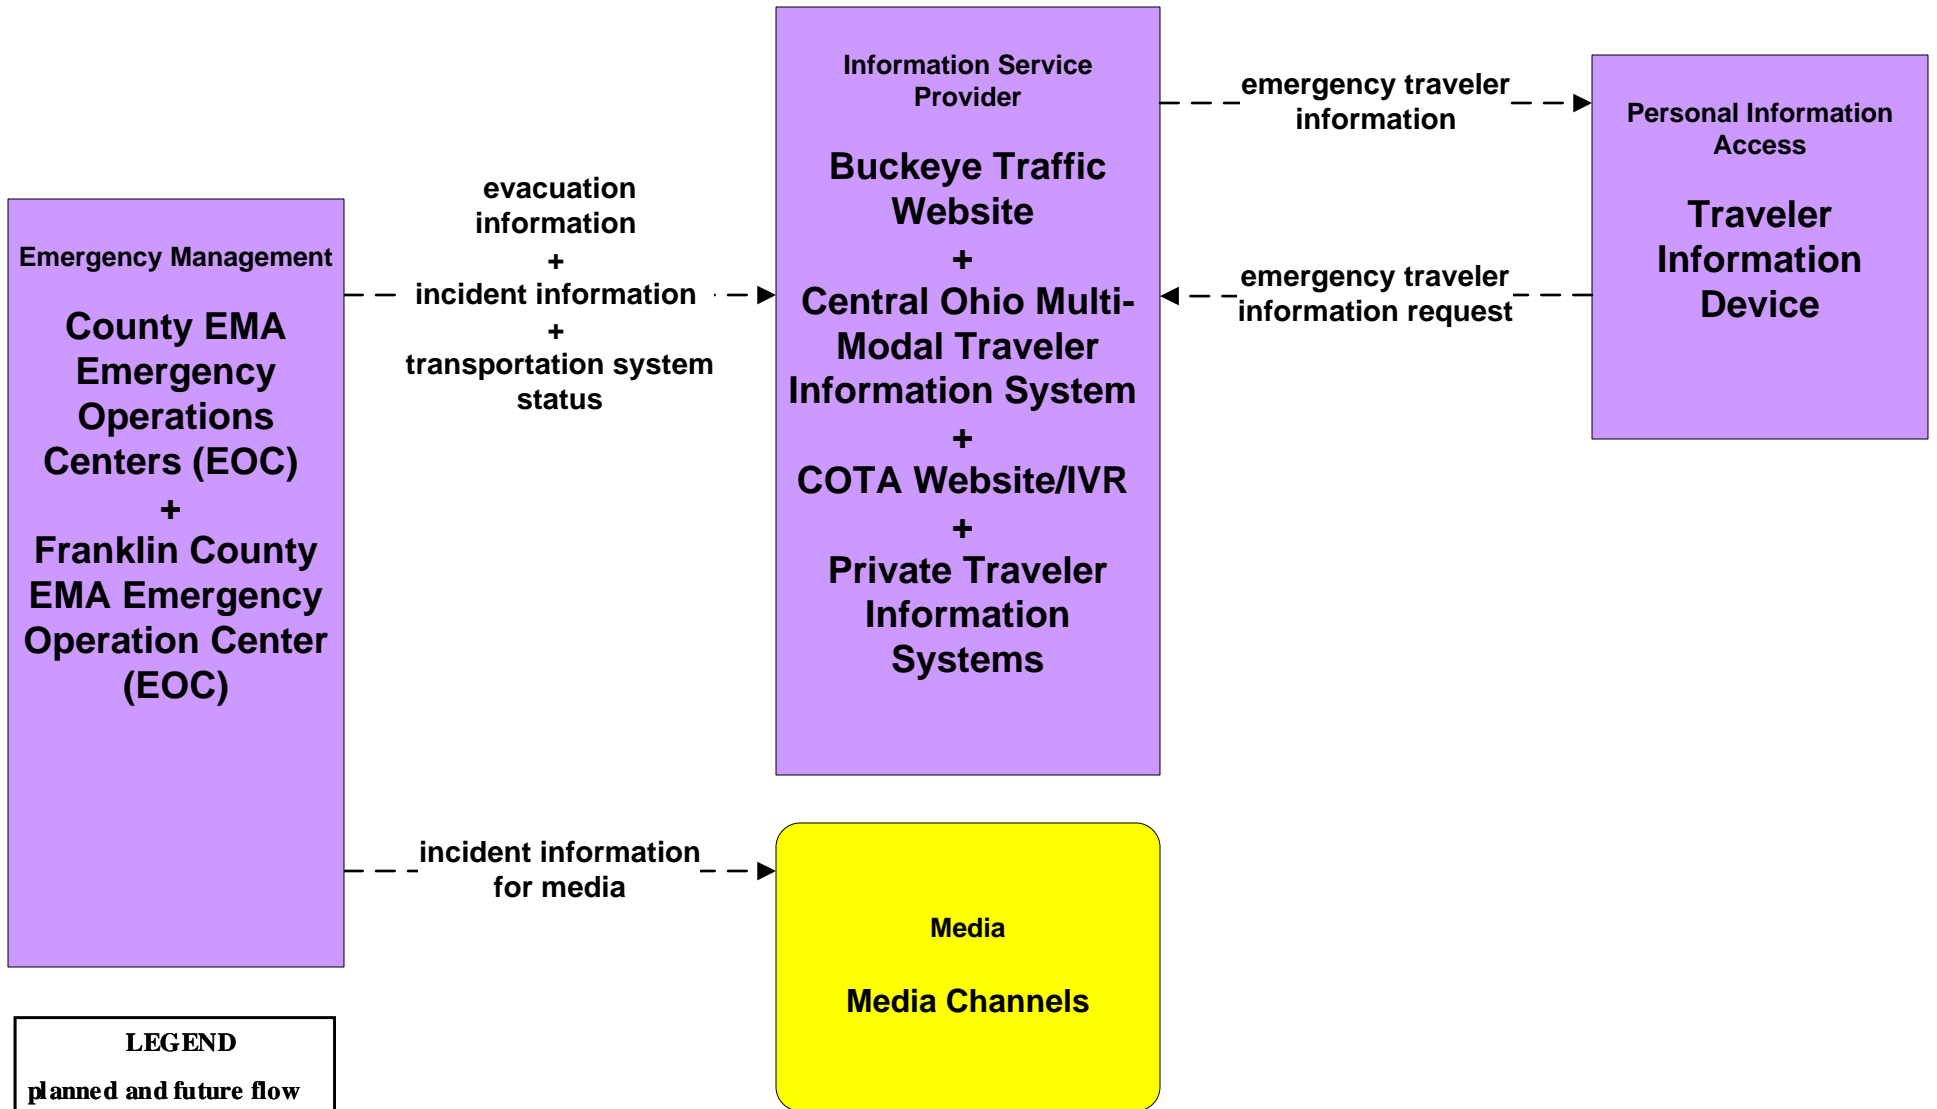 Emergency Management
County EMA
Emergency
Operations
Centers (EOC)
+
Franklin County
EMA Emergency
Operation Center
(EOC)
evacuation
information
+
incident information
+
transportation system
status
incident information
for media
Information Service
Provider
Buckeye Traffic
Website
+
Central Ohio Multi-
Modal Traveler
Information System
+
COTA Website/IVR
+
Private Traveler
Information
Systems
Media
Media Channels
emergency traveler
information
emergency traveler
information request
Personal Information
Access
Traveler
Information
Device
LEGEND
planned and future flow